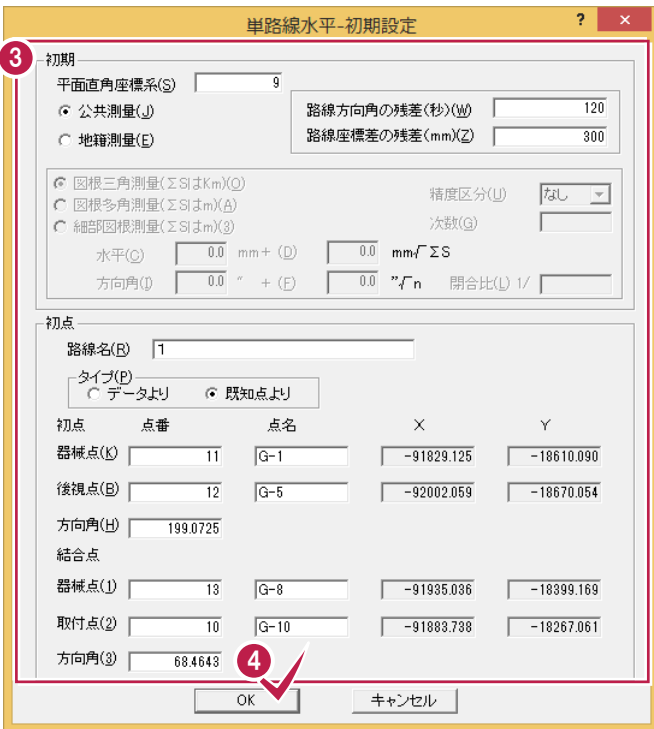 単路線水平-初期設定 ? ×
3
初期
平面直角座標系(S) 9
公共測量(J)
地籍測量(E)
路線方向角の残差(秒)(W) 120
路線座標差の残差(mm)(Z) 300
図根三角測量(ΣSはKm)(O)
図根多角測量(ΣSはm)(A)
細部図根測量(ΣSはm)(3)
精度区分(U) なし
次数(G)
水平(C) 0.0 mm+ (D) 0.0 mm√ΣS
方向角(I) 0.0 ″ + (F) 0.0 ″√n 閉合比(L) 1/
初点
路線名(R) 1
タイプ(P)
データより 既知点より
初点 点番 点名 X Y
器械点(K) 11 G-1 -91829.125 -18610.090
後視点(B) 12 G-5 -92002.059 -18670.054
方向角(H) 199.0725
結合点
器械点(1) 13 G-8 -91935.036 -18399.169
取付点(2) 10 G-10 -91883.738 -18267.061
方向角(3) 68.4643
4
OK キャンセル